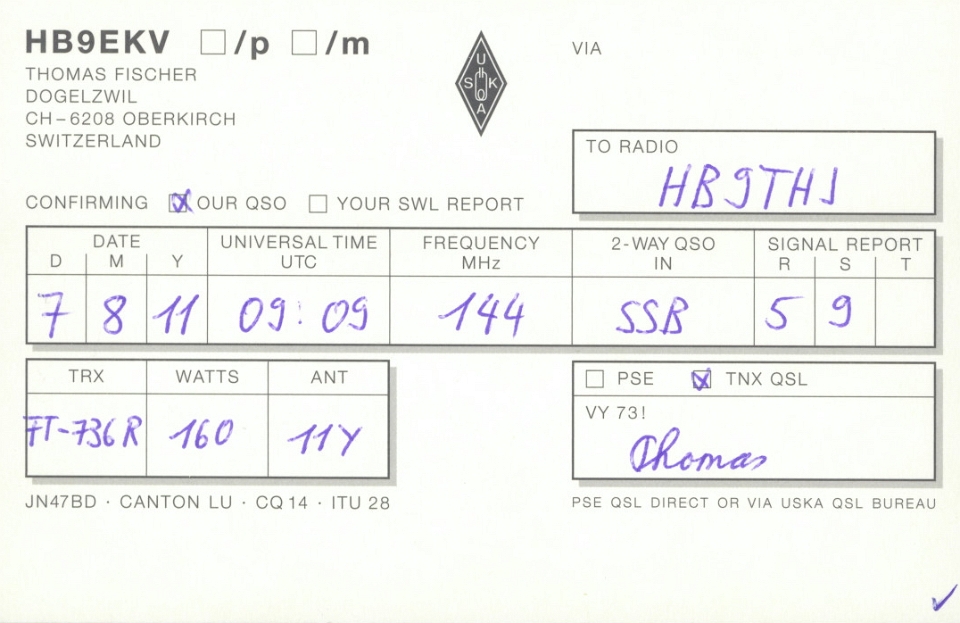 HB9EKV □/p □/m
THOMAS FISCHER
DOGELZWIL
CH-6208 OBERKIRCH
SWITZERLAND
USKA
VIA
TO RADIO
HB9THJ
CONFIRMING ☒ OUR QSO □ YOUR SWL REPORT
DATE UNIVERSAL TIME FREQUENCY 2-WAY QSO SIGNAL REPORT
D M Y UTC MHz IN R S T
7 8 11 09:09 144 SSB 5 9
TRX WATTS ANT
FT-736R 160 11Y
□ PSE ☒ TNX QSL
VY 73!
Thomas
JN47BD · CANTON LU · CQ 14 · ITU 28
PSE QSL DIRECT OR VIA USKA QSL BUREAU